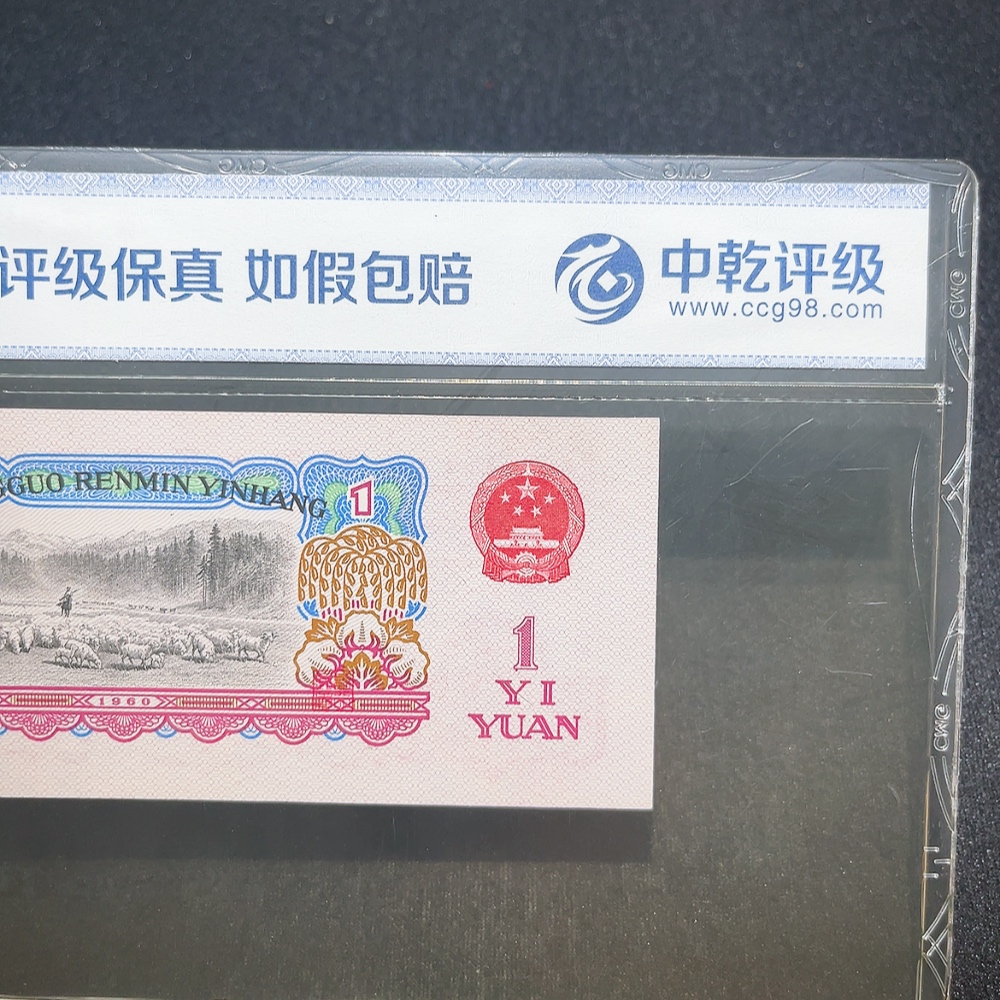 评级保真 如假包赔
中乾评级
www.ccg98.com
GUO RENMIN YINHANG
1
1960
1
YI
YUAN